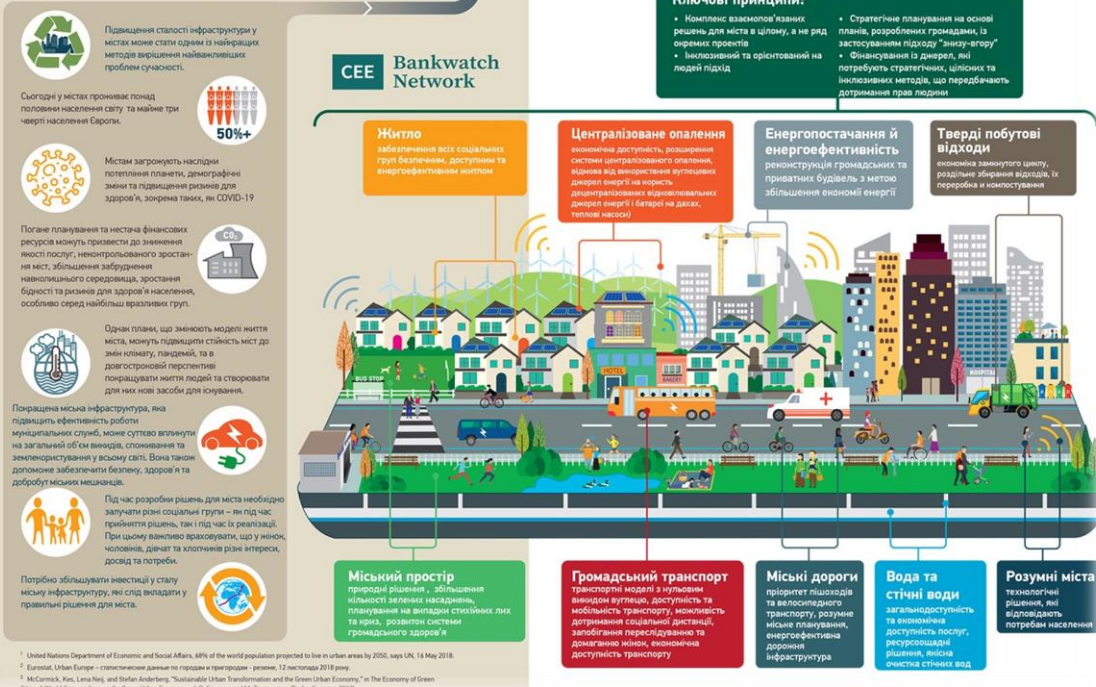 Підвищення сталості інфраструктури у
містах може стати одним із найкращих
методів вирішення найважливіших
проблем сучасності.
Сьогодні у містах проживає понад
половини населення світу та майже три
чверті населення Європи.
50%+
Містам загрожують наслідки
потепління планети, демографічні
зміни та підвищення ризиків для
здоров'я, зокрема таких, як COVID-19
Погане планування та нестача фінансових
ресурсів можуть призвести до зниження
якості послуг, неконтрольованого зростан-
ня міст, збільшення забруднення
навколишнього середовища, зростання
бідності та ризиків для здоров'я населення,
особливо серед найбільш вразливих груп.
CO₂
Однак плани, що змінюють моделі життя
міста, можуть підвищити стійкість міст до
змін клімату, пандемій, та в
довгостроковій перспективі
покращувати життя людей та створювати
для них нові засоби для існування.
Покращена міська інфраструктура, яка
підвищить ефективність роботи
муніципальних служб, може суттєво вплинути
на загальний об'єм викидів, споживання та
землекористування у всьому світі. Вона також
допоможе забезпечити безпеку, здоров'я та
добробут міських мешканців.
Під час розробки рішень для міста необхідно
залучати різні соціальні групи – як під час
прийняття рішень, так і під час їх реалізації.
При цьому важливо враховувати, що у жінок,
чоловіків, дівчат та хлопчиків різні інтереси,
досвід та потреби.
Потрібно збільшувати інвестиції у сталу
міську інфраструктуру, які слід вкладати у
правильні рішення для міста.
CEE Bankwatch
Network
Ключові принципи:
• Комплекс взаємопов'язаних
рішень для міста в цілому, а не ряд
окремих проектів
• Інклюзивний та орієнтований на
людей підхід
• Стратегічне планування на основі
планів, розроблених громадами, із
застосуванням підходу "знизу-вгору"
• Фінансування із джерел, які
потребують стратегічних, цілісних та
інклюзивних методів, що передбачають
дотримання прав людини
Житло
забезпечення всіх соціальних
груп безпечним, доступним та
енергоефективним житлом
Централізоване опалення
економічна доступність, розширення
системи централізованого опалення,
відмова від використання вуглецевих
джерел енергії на користь
децентралізованих відновлювальних
джерел енергії і батареї на дахах,
теплові насоси)
Енергопостачання й
енергоефективність
реконструкція громадських та
приватних будівель з метою
збільшення економії енергії
Тверді побутові
відходи
економіка замкнутого циклу,
роздільне збирання відходів, їх
переробка и компостування
BUS STOP
HOTEL
BAKERY
HOSPITAL
Міський простір
природні рішення , збільшення
кількості зелених насаджень,
планування на випадки стихійних лих
та криз, розвиток системи
громадського здоров'я
Громадський транспорт
транспортні моделі з нульовим
викидом вуглецю, доступність та
мобільність транспорту, можливість
дотримання соціальної дистанції,
запобігання переслідуванню та
домаганню жінок, економічна
доступність транспорту
Міські дороги
пріоритет пішоходів
та велосипедного
транспорту, розумне
міське планування,
енергоефективна
дорожня
інфраструктура
Вода та
стічні води
загальнодоступність
та економічна
доступність послуг,
ресурсоощадні
рішення, якісна
очистка стічних вод
Розумні міста
технологічні
рішення, які
відповідають
потребам населення
¹ United Nations Department of Economic and Social Affairs, 68% of the world population projected to live in urban areas by 2050, says UN, 16 May 2018.
² Eurostat, Urban Europe – статистические данные по городам и пригородам - резюме, 12 листопада 2018 року.
³ McCormick, Kes, Lena Neij, and Stefan Anderberg, "Sustainable Urban Transformation and the Green Urban Economy," in The Economy of Green